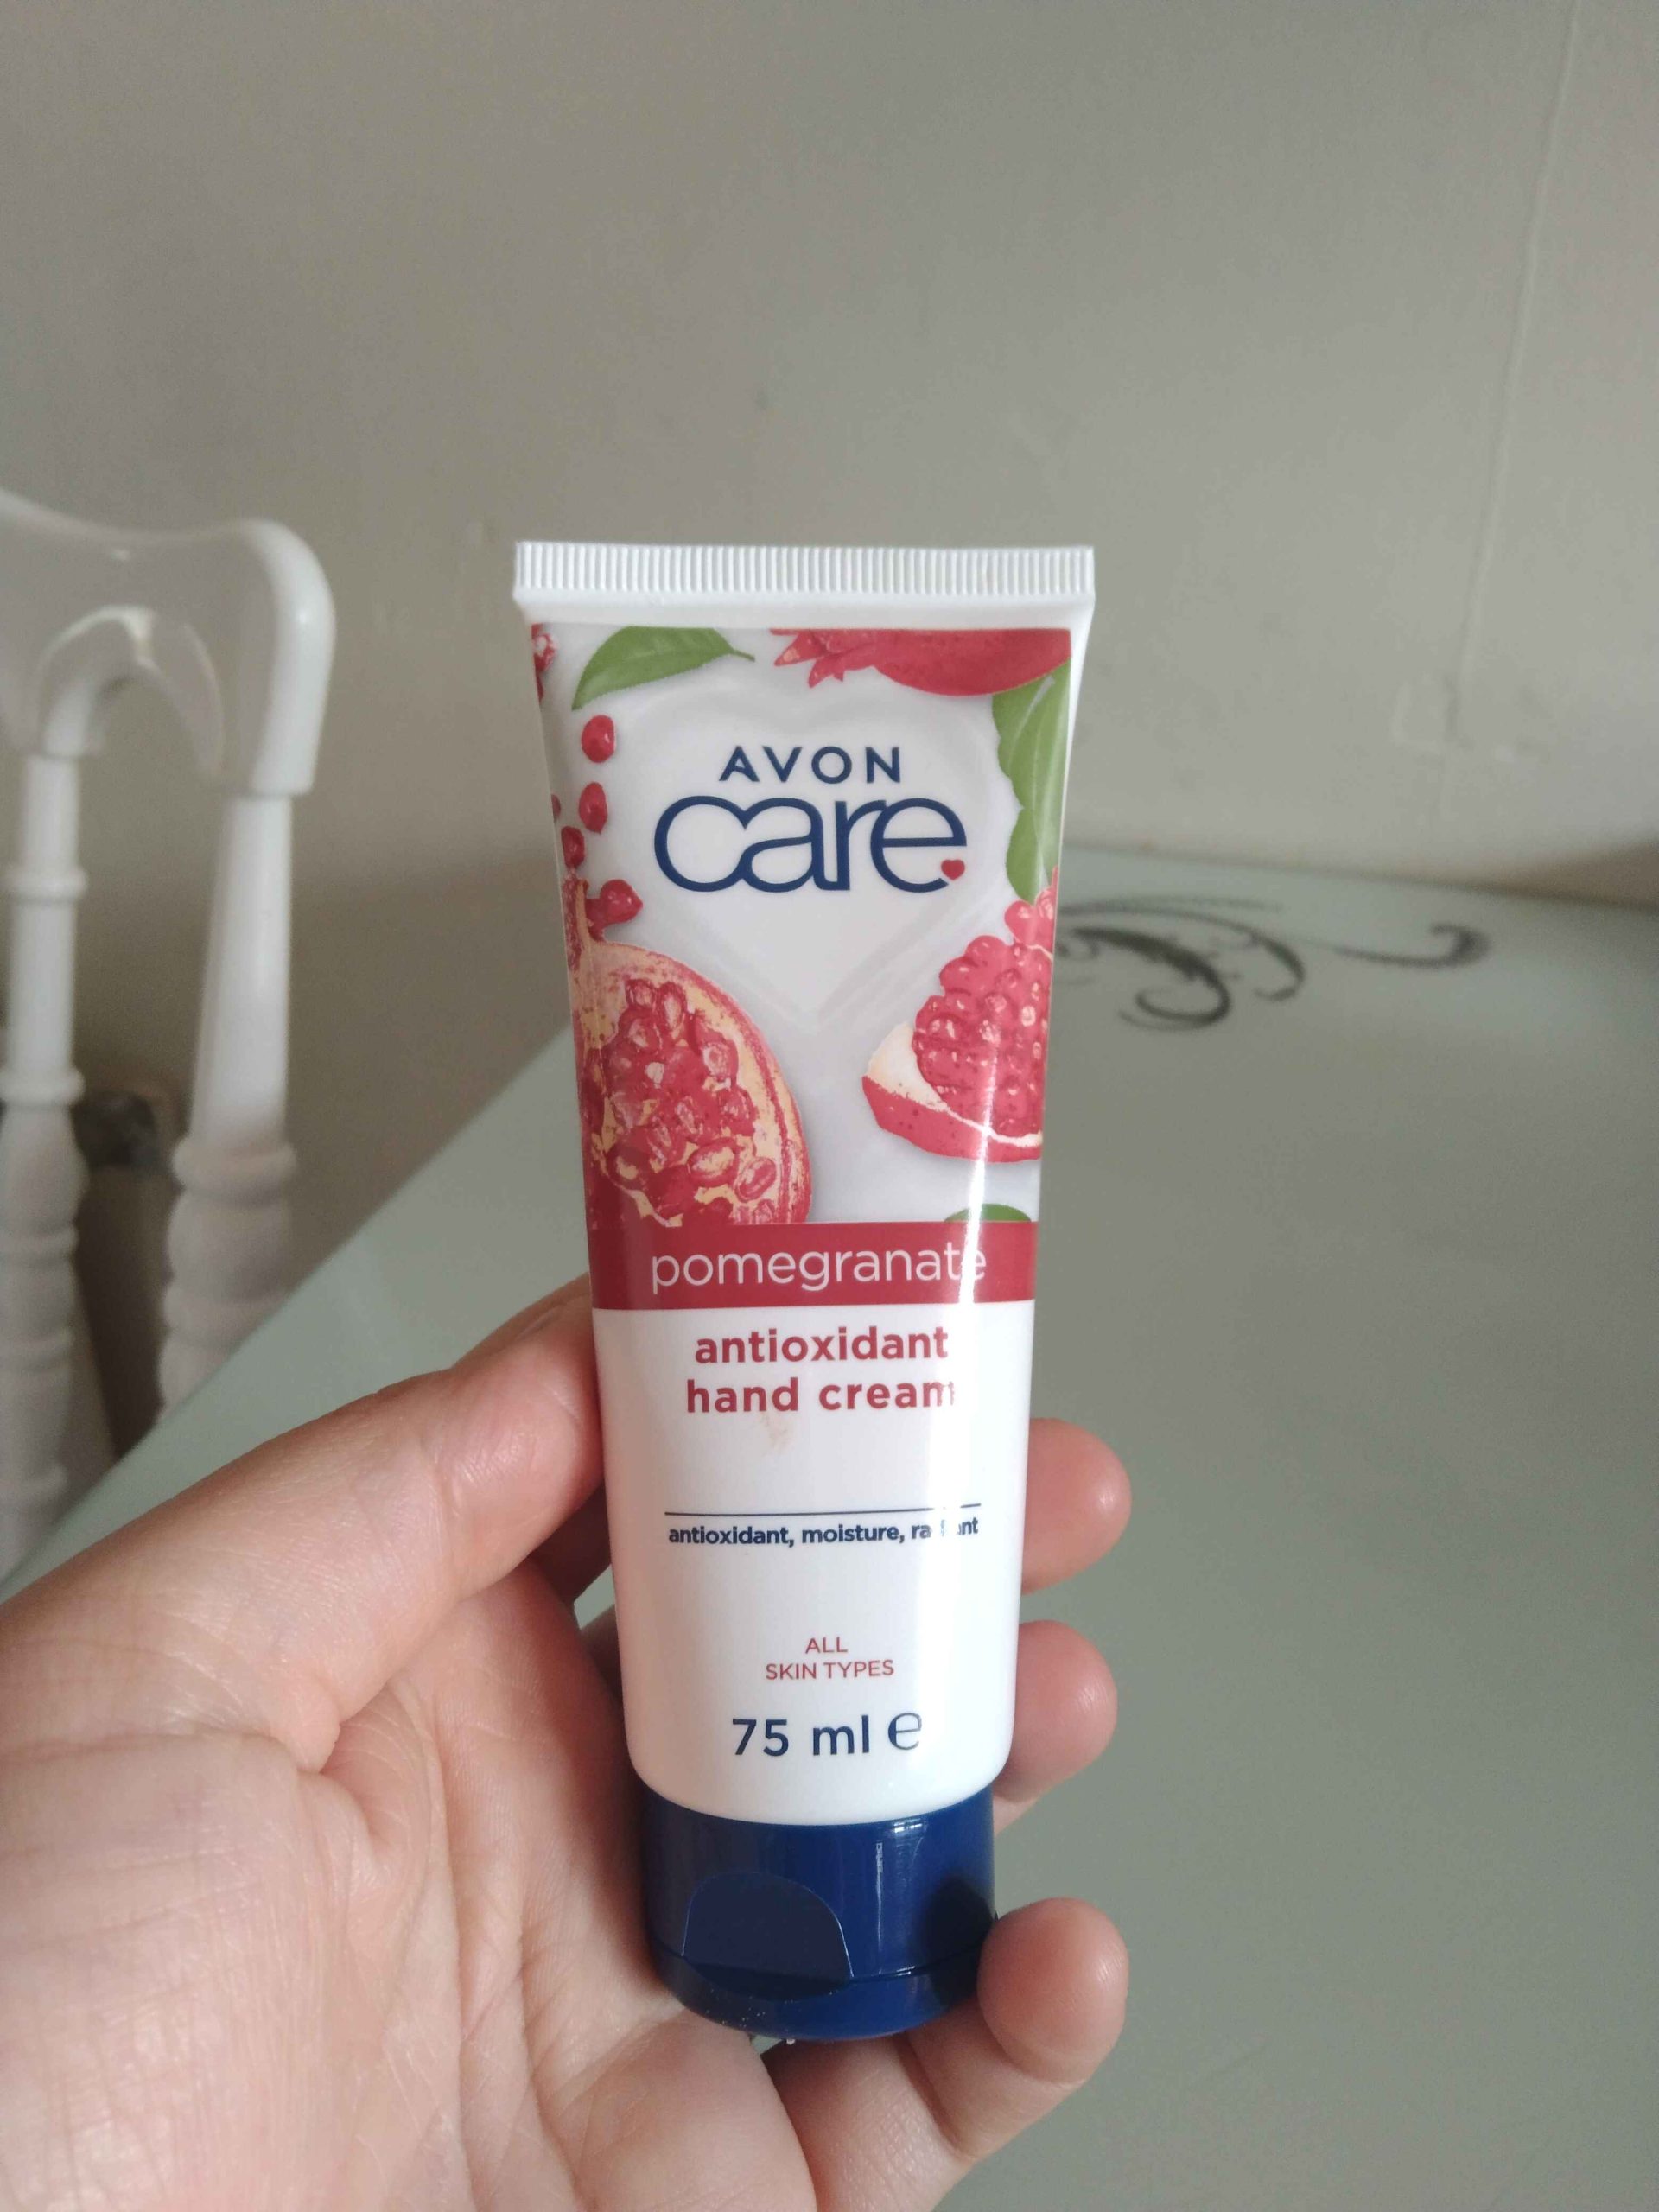 AVON
care
pomegranate
antioxidant
hand cream
antioxidant, moisture,
ALL
SKIN TYPES
75 ml e